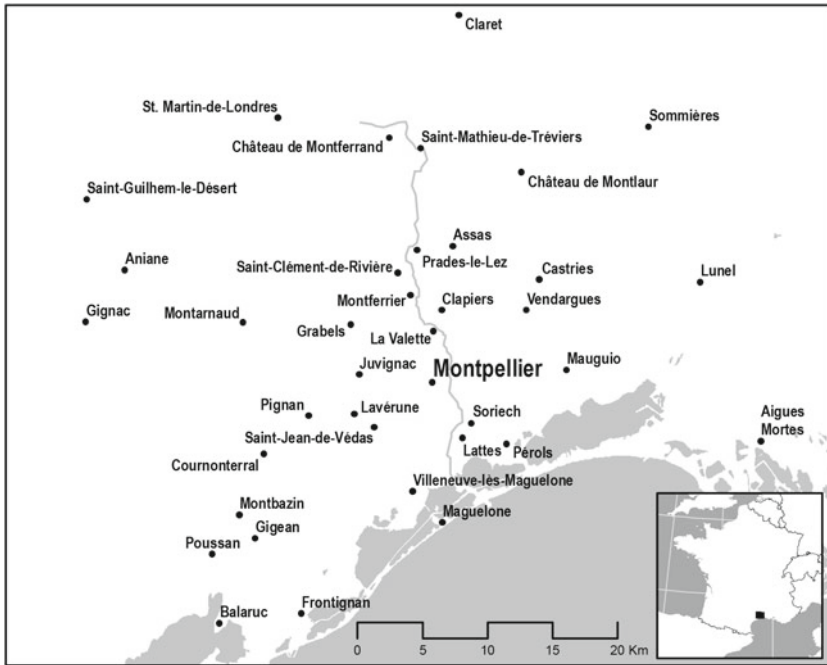 Claret
St. Martin-de-Londres
Sommières
Château de Montferrand
Saint-Mathieu-de-Tréviers
Château de Montlaur
Saint-Guilhem-le-Désert
Assas
Prades-le-Lez
Aniane
Saint-Clément-de-Rivière
Castries
Lunel
Montferrier
Clapiers
Vendargues
Gignac
Montarnaud
Grabels
La Valette
Juvignac
Montpellier
Mauguio
Pignan
Lavérune
Soriech
Aigues
Mortes
Saint-Jean-de-Védas
Lattes
Pérols
Cournonterral
Villeneuve-lès-Maguelone
Montbazin
Maguelone
Gigean
Poussan
Frontignan
Balaruc
0 5 10 15 20 Km